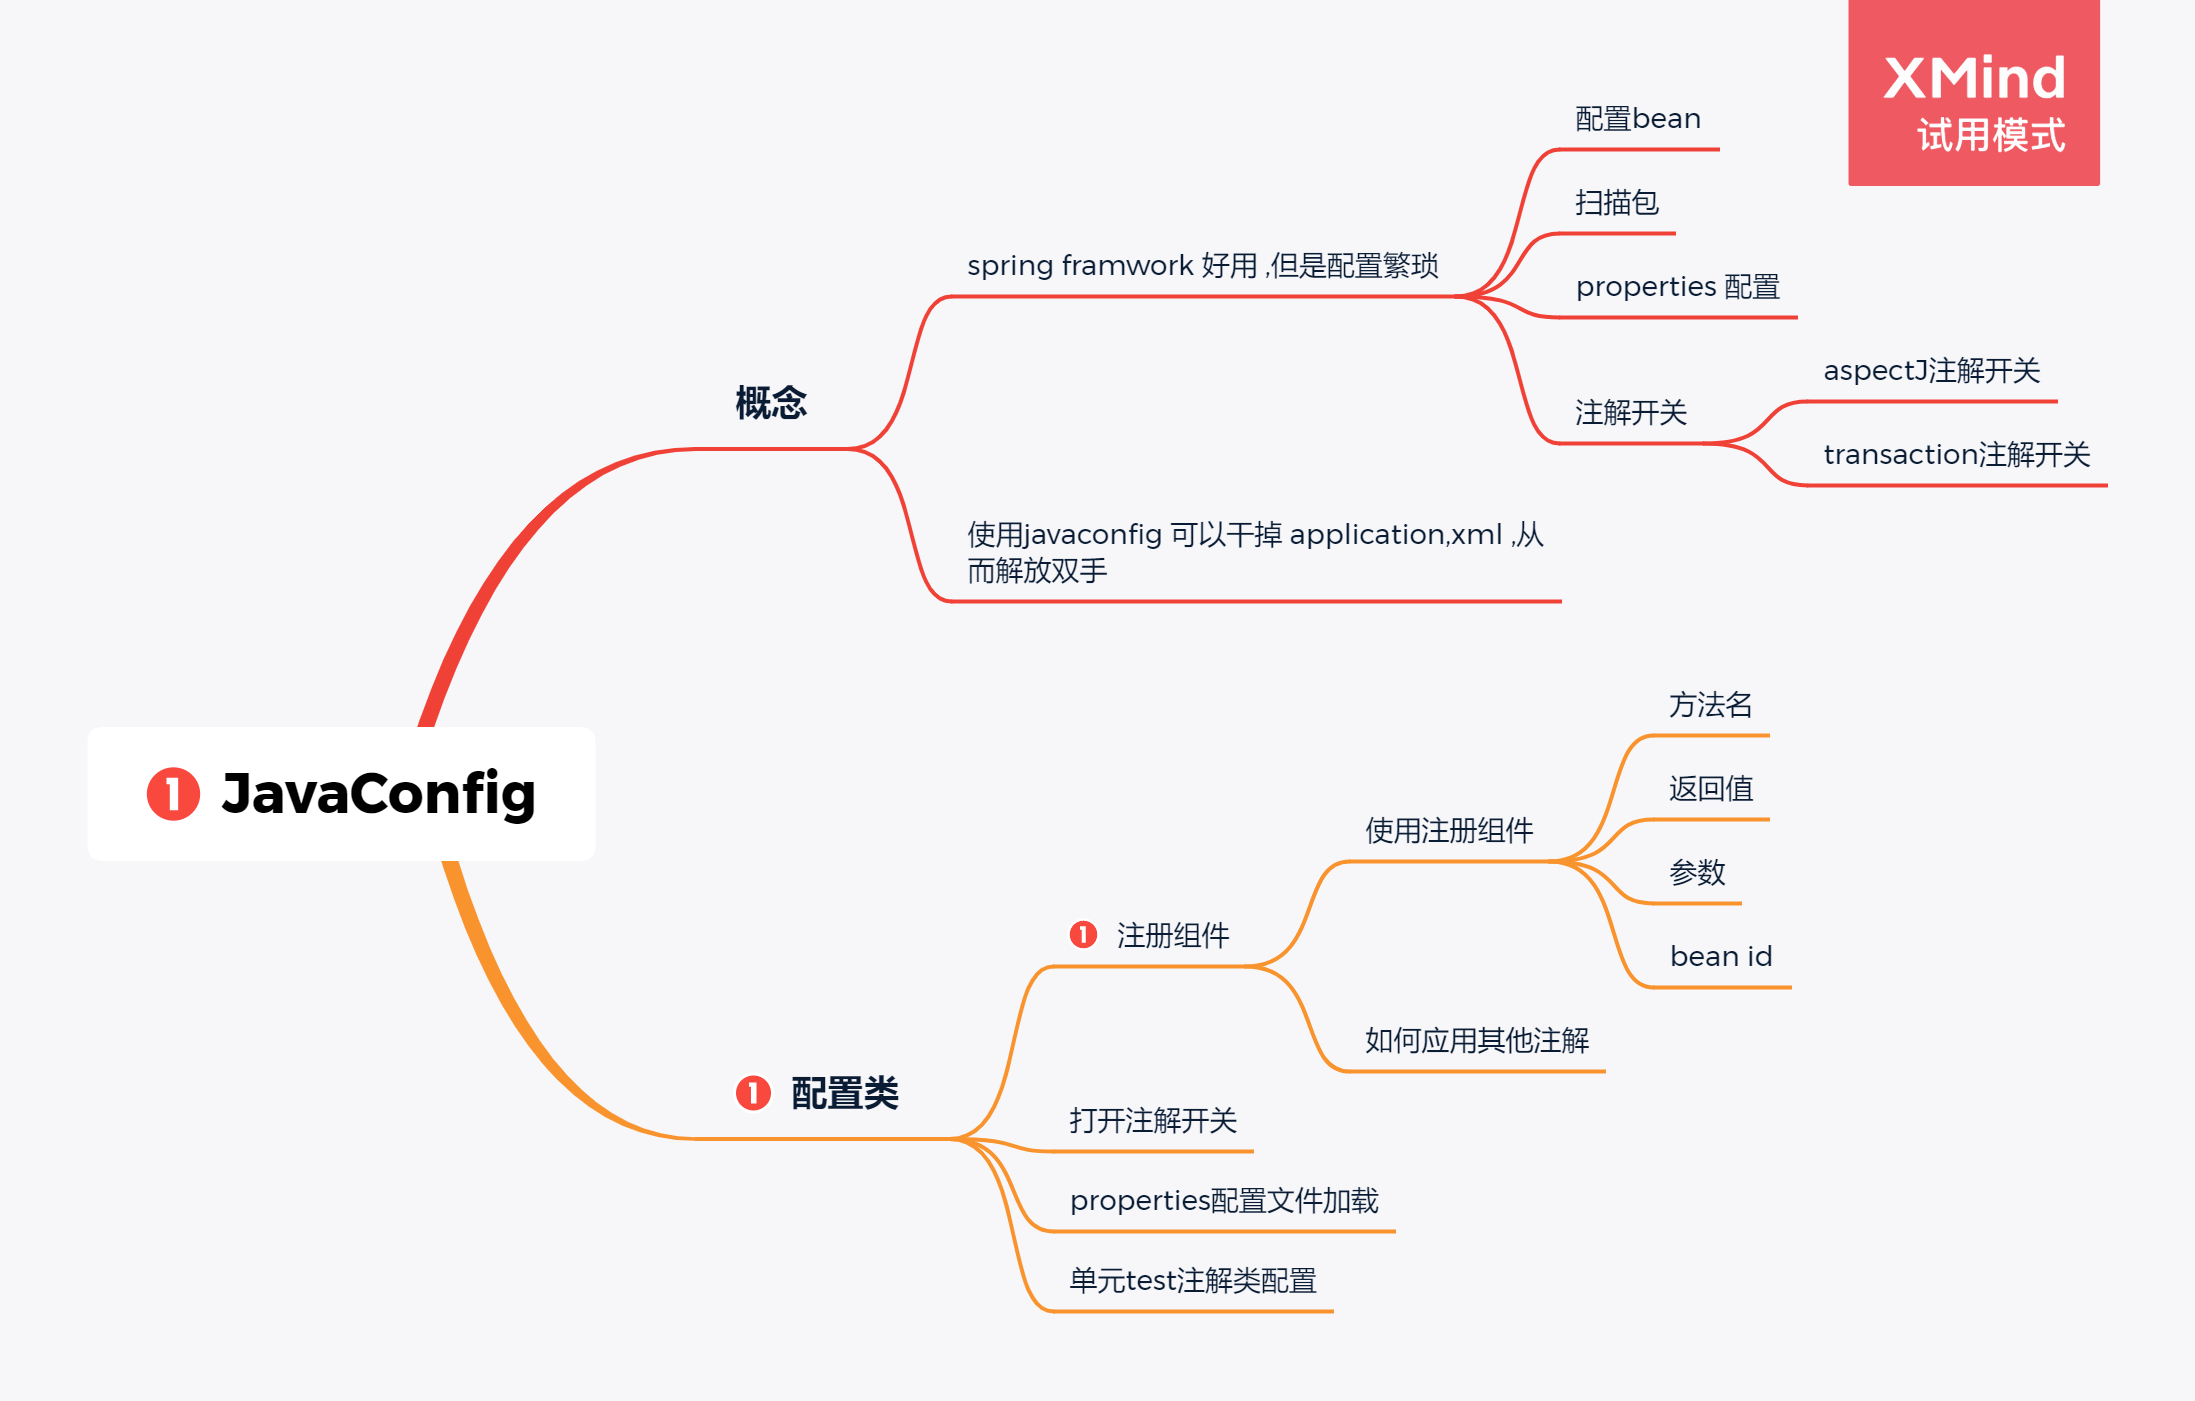 XMind
试用模式
JavaConfig
概念
spring framwork 好用 ,但是配置繁琐
配置bean
扫描包
properties 配置
注解开关
aspectJ注解开关
transaction注解开关
使用javaconfig 可以干掉 application,xml ,从
而解放双手
1 配置类
1 注册组件
使用注册组件
方法名
返回值
参数
bean id
如何应用其他注解
打开注解开关
properties配置文件加载
单元test注解类配置